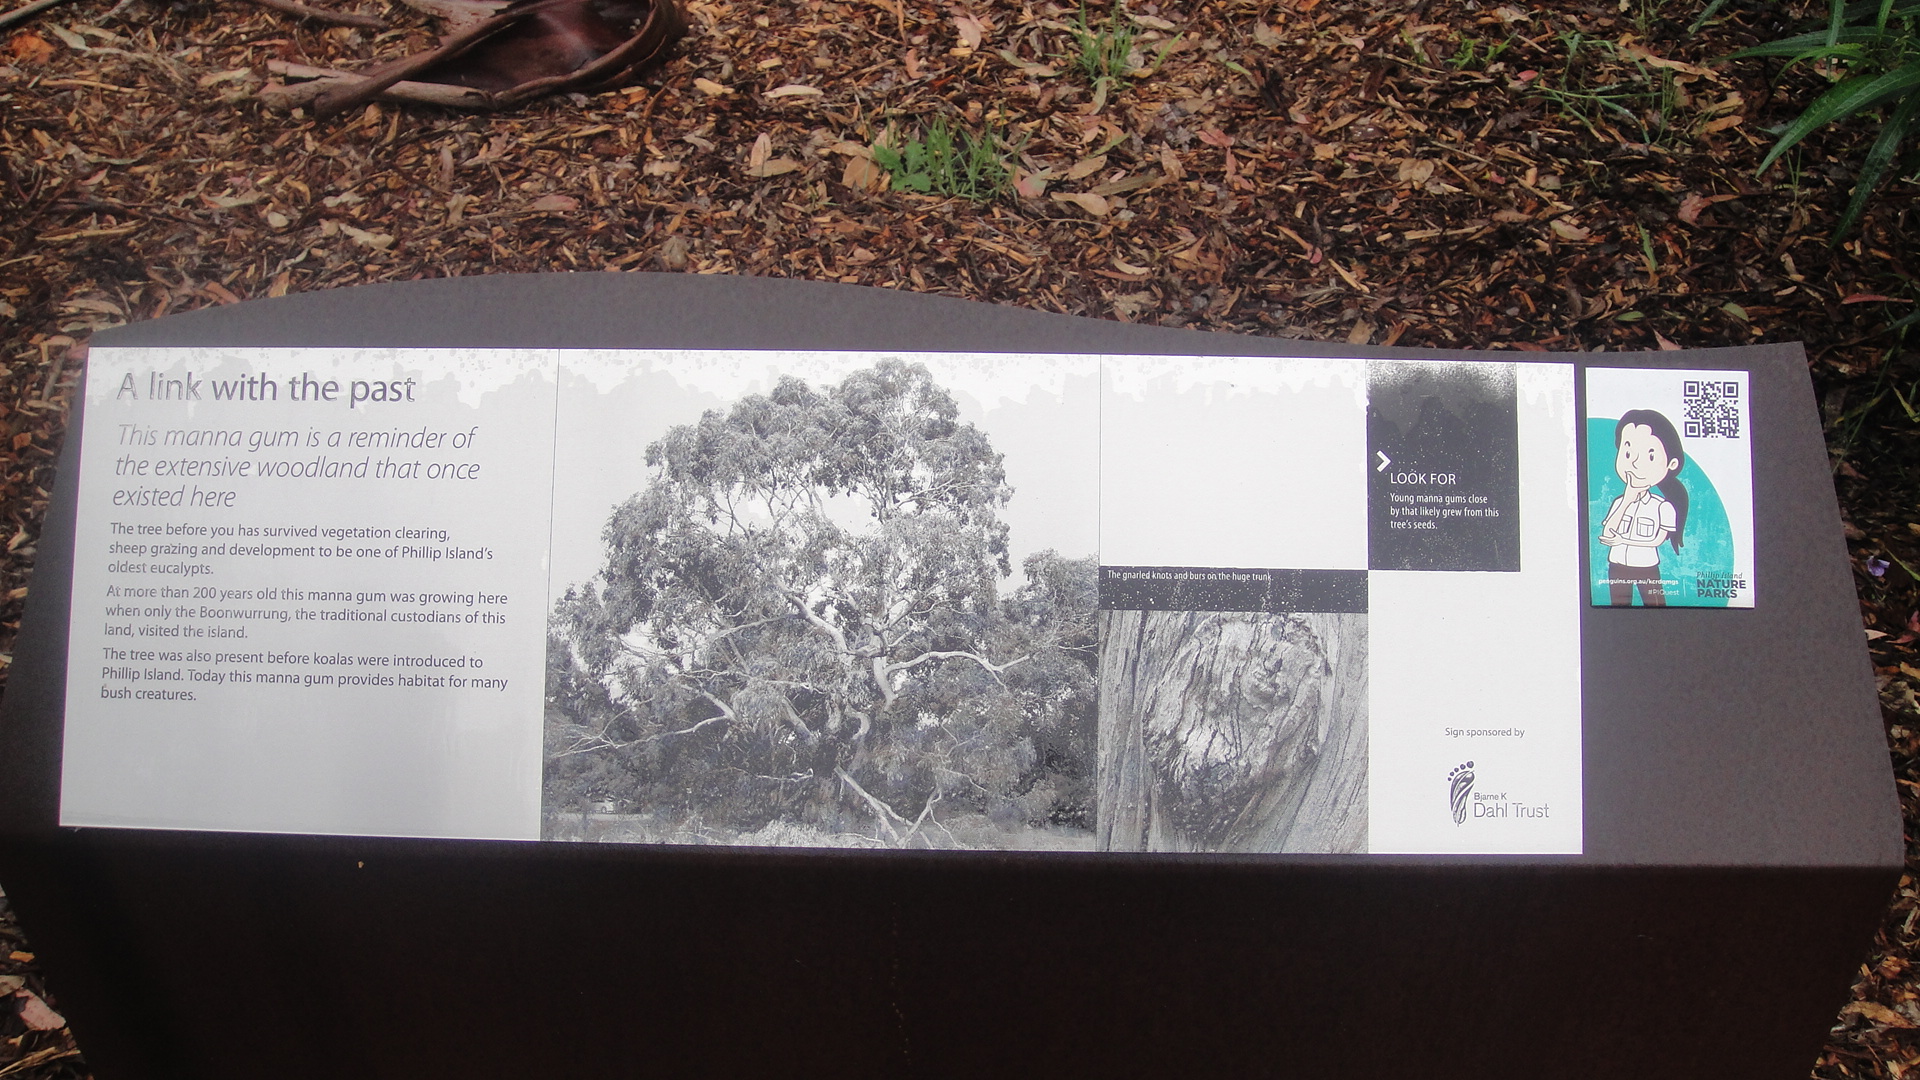 A link with the past
This manna gum is a reminder of
the extensive woodland that once
existed here
The tree before you has survived vegetation clearing,
sheep grazing and development to be one of Phillip Island's
oldest eucalypts.
At more than 200 years old this manna gum was growing here
when only the Boonwurrung, the traditional custodians of this
land, visited the island.
The tree was also present before koalas were introduced to
Phillip Island. Today this manna gum provides habitat for many
bush creatures.
The gnarled knots and burs on the huge trunk.
LOOK FOR
Young manna gums close
by that likely grew from this
tree's seeds.
Sign sponsored by
Bjarne K
Dahl Trust
penguins.org.au/kcrdqmgs
#PIQuest
Phillip Island
NATURE
PARKS